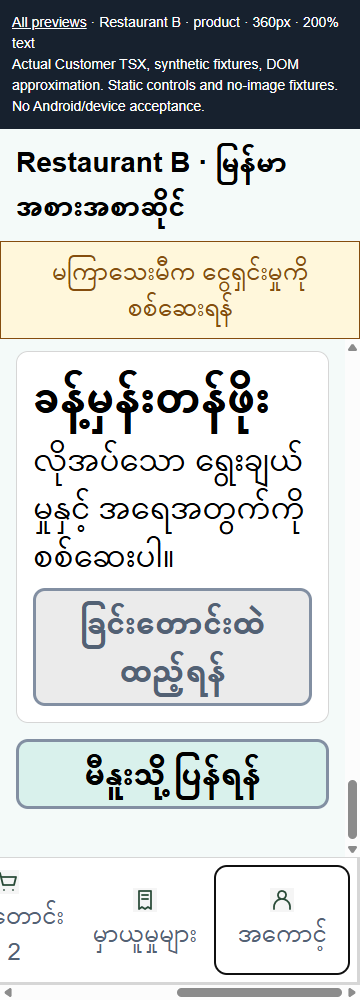 All previews · Restaurant B · product · 360px · 200%
text
Actual Customer TSX, synthetic fixtures, DOM
approximation. Static controls and no-image fixtures.
No Android/device acceptance.
Restaurant B · မြန်မာ
အစားအစာဆိုင်
မကြာသေးမီက ငွေရှင်းမှုကို
စစ်ဆေးရန်
ခန့်မှန်းတန်ဖိုး
လိုအပ်သော ရွေးချယ်
မှုနှင့် အရေအတွက်ကို
စစ်ဆေးပါ။
ခြင်းတောင်းထဲ
ထည့်ရန်
မီနူးသို့ ပြန်ရန်
တောင်း
2
မှာယူမှုများ
အကောင့်